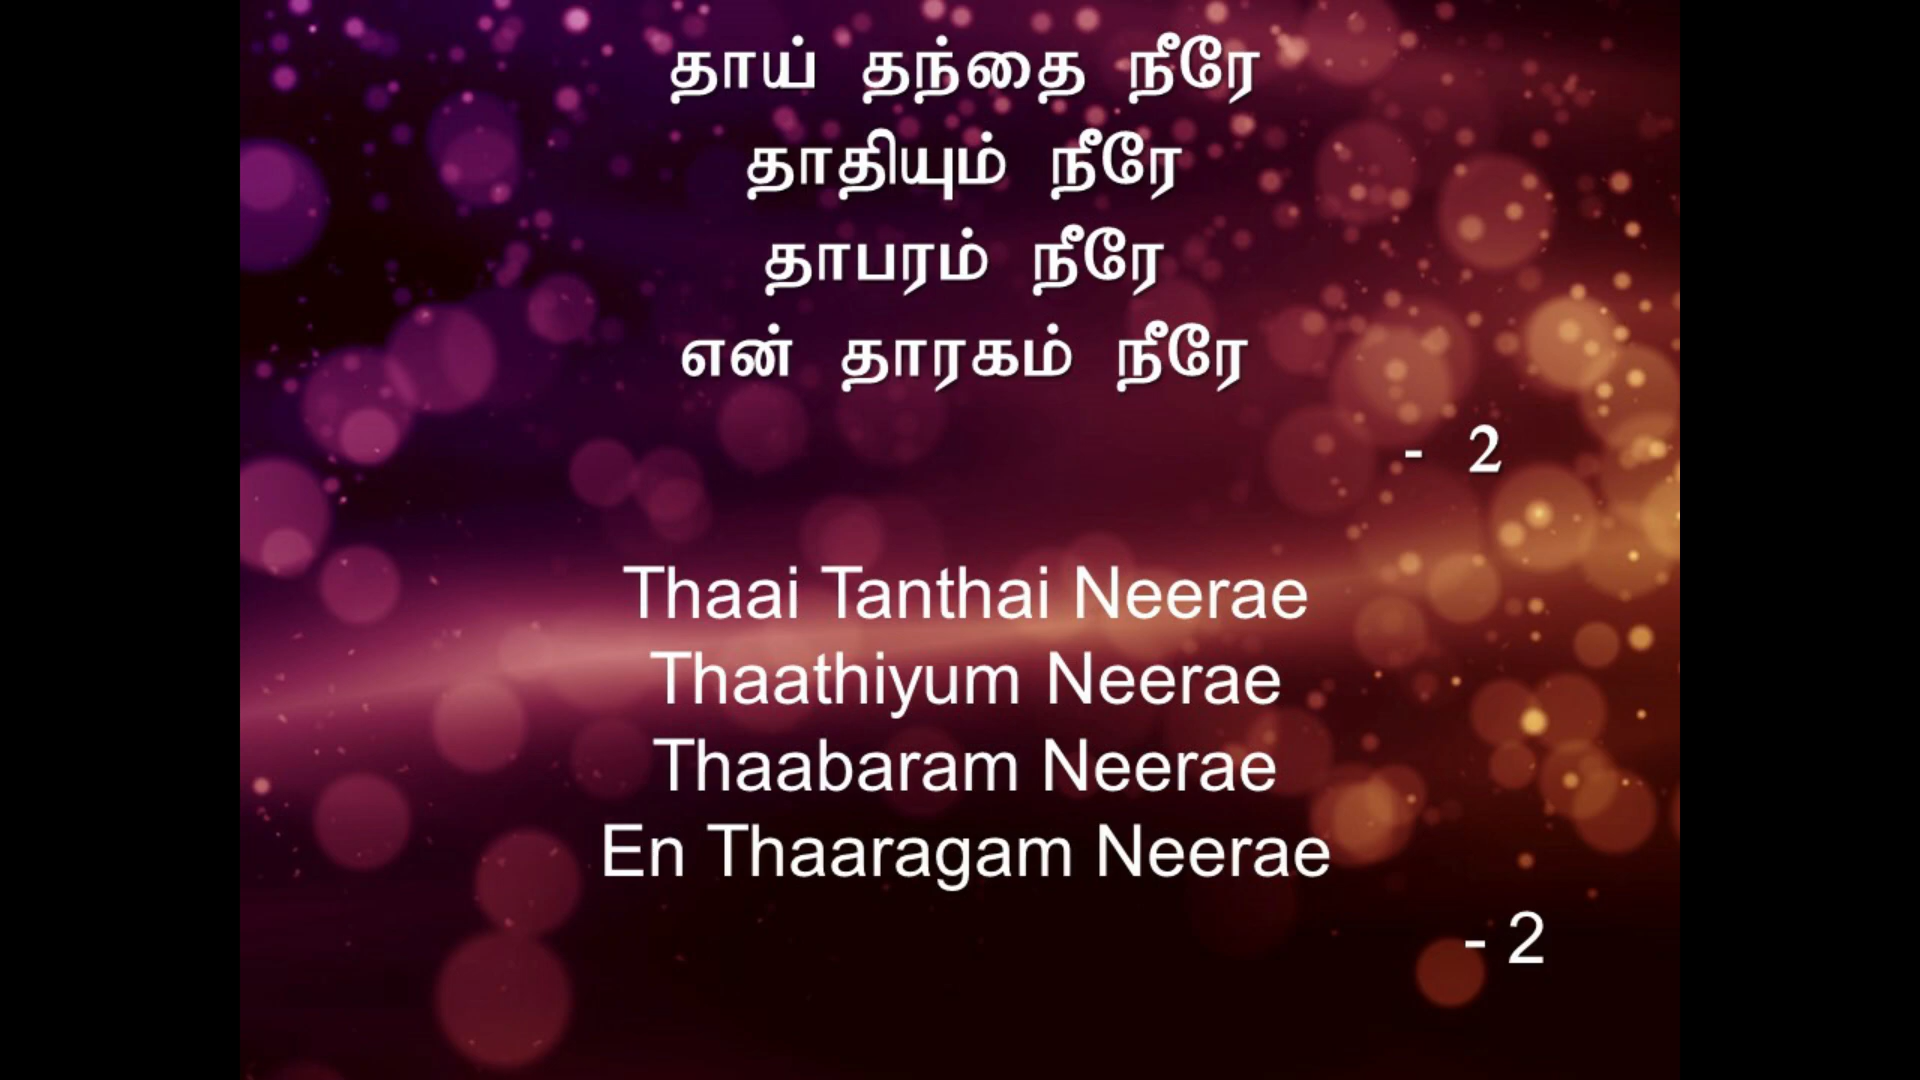 தாய் தந்தை நீரே
தாதியும் நீரே
தாபரம் நீரே
என் தாரகம் நீரே
- 2
Thaai Tanthai Neerae
Thaathiyum Neerae
Thaabaram Neerae
En Thaaragam Neerae
- 2